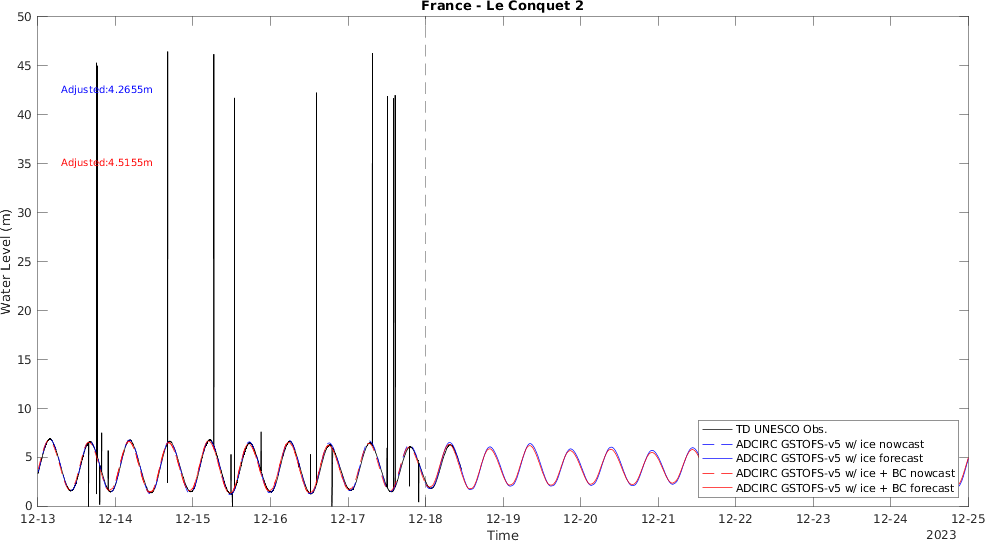 France - Le Conquet 2
Water Level (m)
50
45
40
35
30
25
20
15
10
5
0
Adjusted:4.2655m
Adjusted:4.5155m
TD UNESCO Obs.
ADCIRC GSTOFS-v5 w/ ice nowcast
ADCIRC GSTOFS-v5 w/ ice forecast
ADCIRC GSTOFS-v5 w/ ice + BC nowcast
ADCIRC GSTOFS-v5 w/ ice + BC forecast
12-13 12-14 12-15 12-16 12-17 12-18 12-19 12-20 12-21 12-22 12-23 12-24 12-25
Time
2023